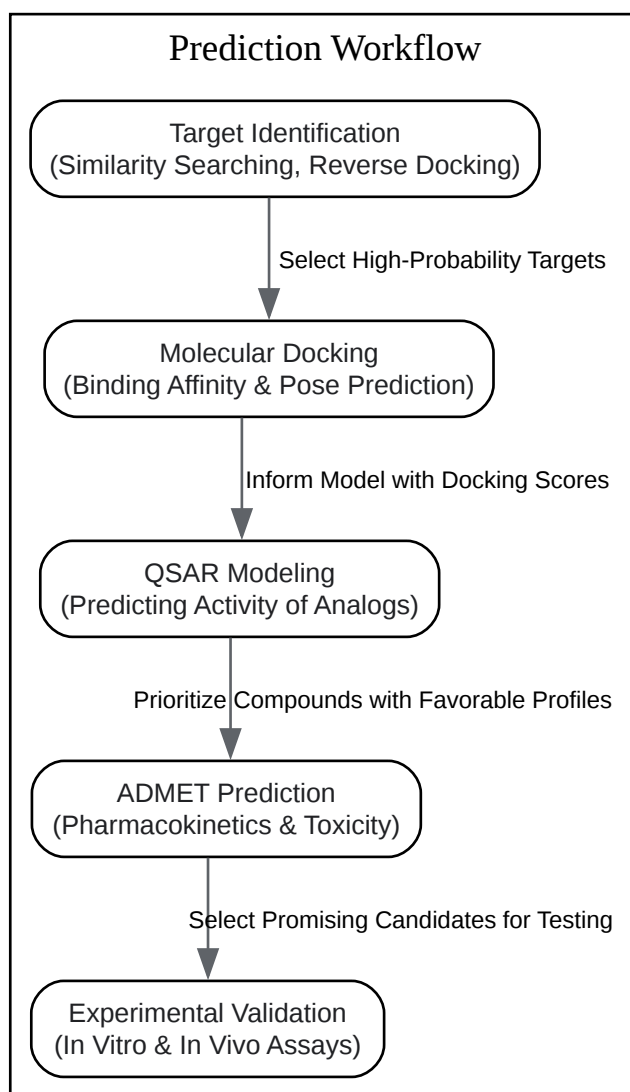 Prediction Workflow
Target Identification
(Similarity Searching, Reverse Docking)
Select High-Probability Targets
Molecular Docking
(Binding Affinity & Pose Prediction)
Inform Model with Docking Scores
QSAR Modeling
(Predicting Activity of Analogs)
Prioritize Compounds with Favorable Profiles
ADMET Prediction
(Pharmacokinetics & Toxicity)
Select Promising Candidates for Testing
Experimental Validation
(In Vitro & In Vivo Assays)